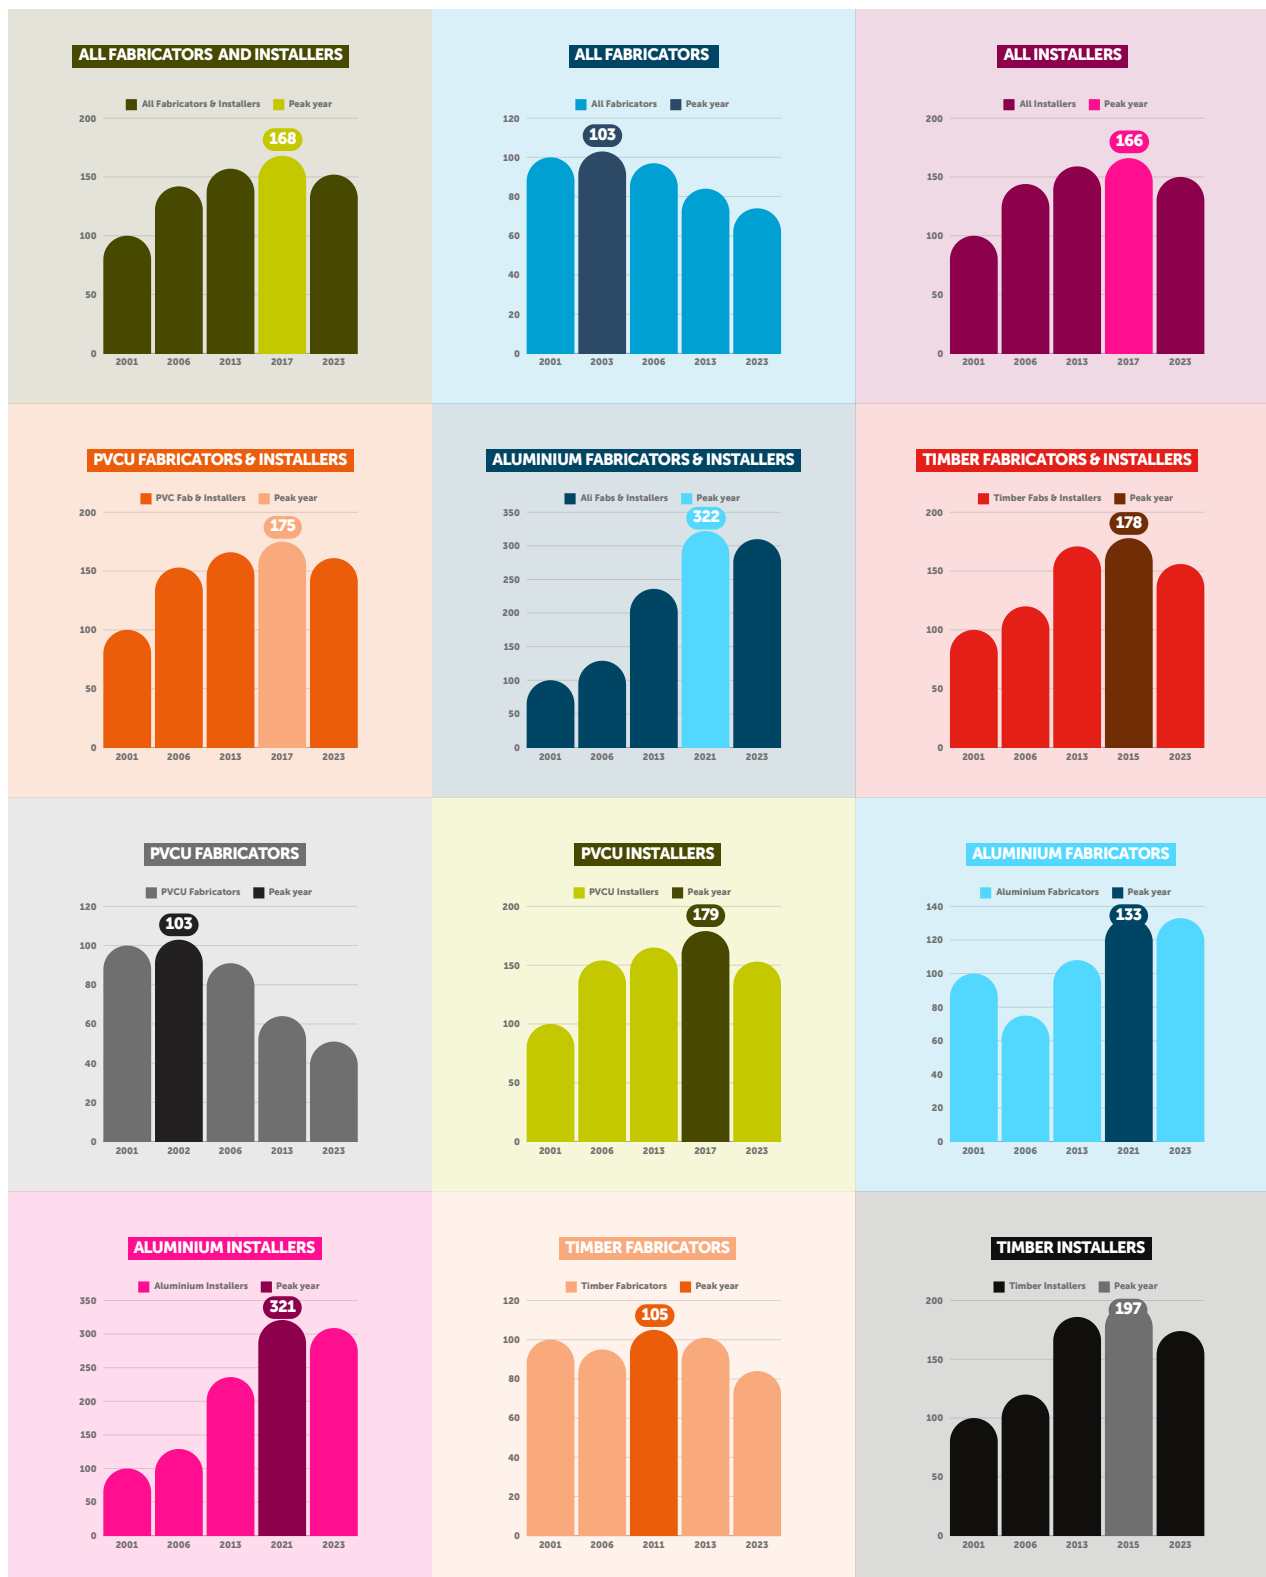 ALL FABRICATORS AND INSTALLERS
All Fabricators & Installers Peak year
200
168
150
100
50
0
2001 2006 2013 2017 2023
ALL FABRICATORS
All Fabricators Peak year
120
103
100
80
60
40
20
0
2001 2003 2006 2013 2023
ALL INSTALLERS
All Installers Peak year
200
166
150
100
50
0
2001 2006 2013 2017 2023
PVCU FABRICATORS & INSTALLERS
PVC Fab & Installers Peak year
200
175
150
100
50
0
2001 2006 2013 2017 2023
ALUMINIUM FABRICATORS & INSTALLERS
Ali Fabs & Installers Peak year
350
322
300
250
200
150
100
50
0
2001 2006 2013 2021 2023
TIMBER FABRICATORS & INSTALLERS
Timber Fabs & Installers Peak year
200
178
150
100
50
0
2001 2006 2013 2015 2023
PVCU FABRICATORS
PVCU Fabricators Peak year
120
103
100
80
60
40
20
0
2001 2002 2006 2013 2023
PVCU INSTALLERS
PVCU Installers Peak year
200
179
150
100
50
0
2001 2006 2013 2017 2023
ALUMINIUM FABRICATORS
Aluminium Fabricators Peak year
140
133
120
100
80
60
40
20
0
2001 2006 2013 2021 2023
ALUMINIUM INSTALLERS
Aluminium Installers Peak year
350
321
300
250
200
150
100
50
0
2001 2006 2013 2021 2023
TIMBER FABRICATORS
Timber Fabricators Peak year
120
105
100
80
60
40
20
0
2001 2006 2011 2013 2023
TIMBER INSTALLERS
Timber Installers Peak year
200
197
150
100
50
0
2001 2006 2013 2015 2023